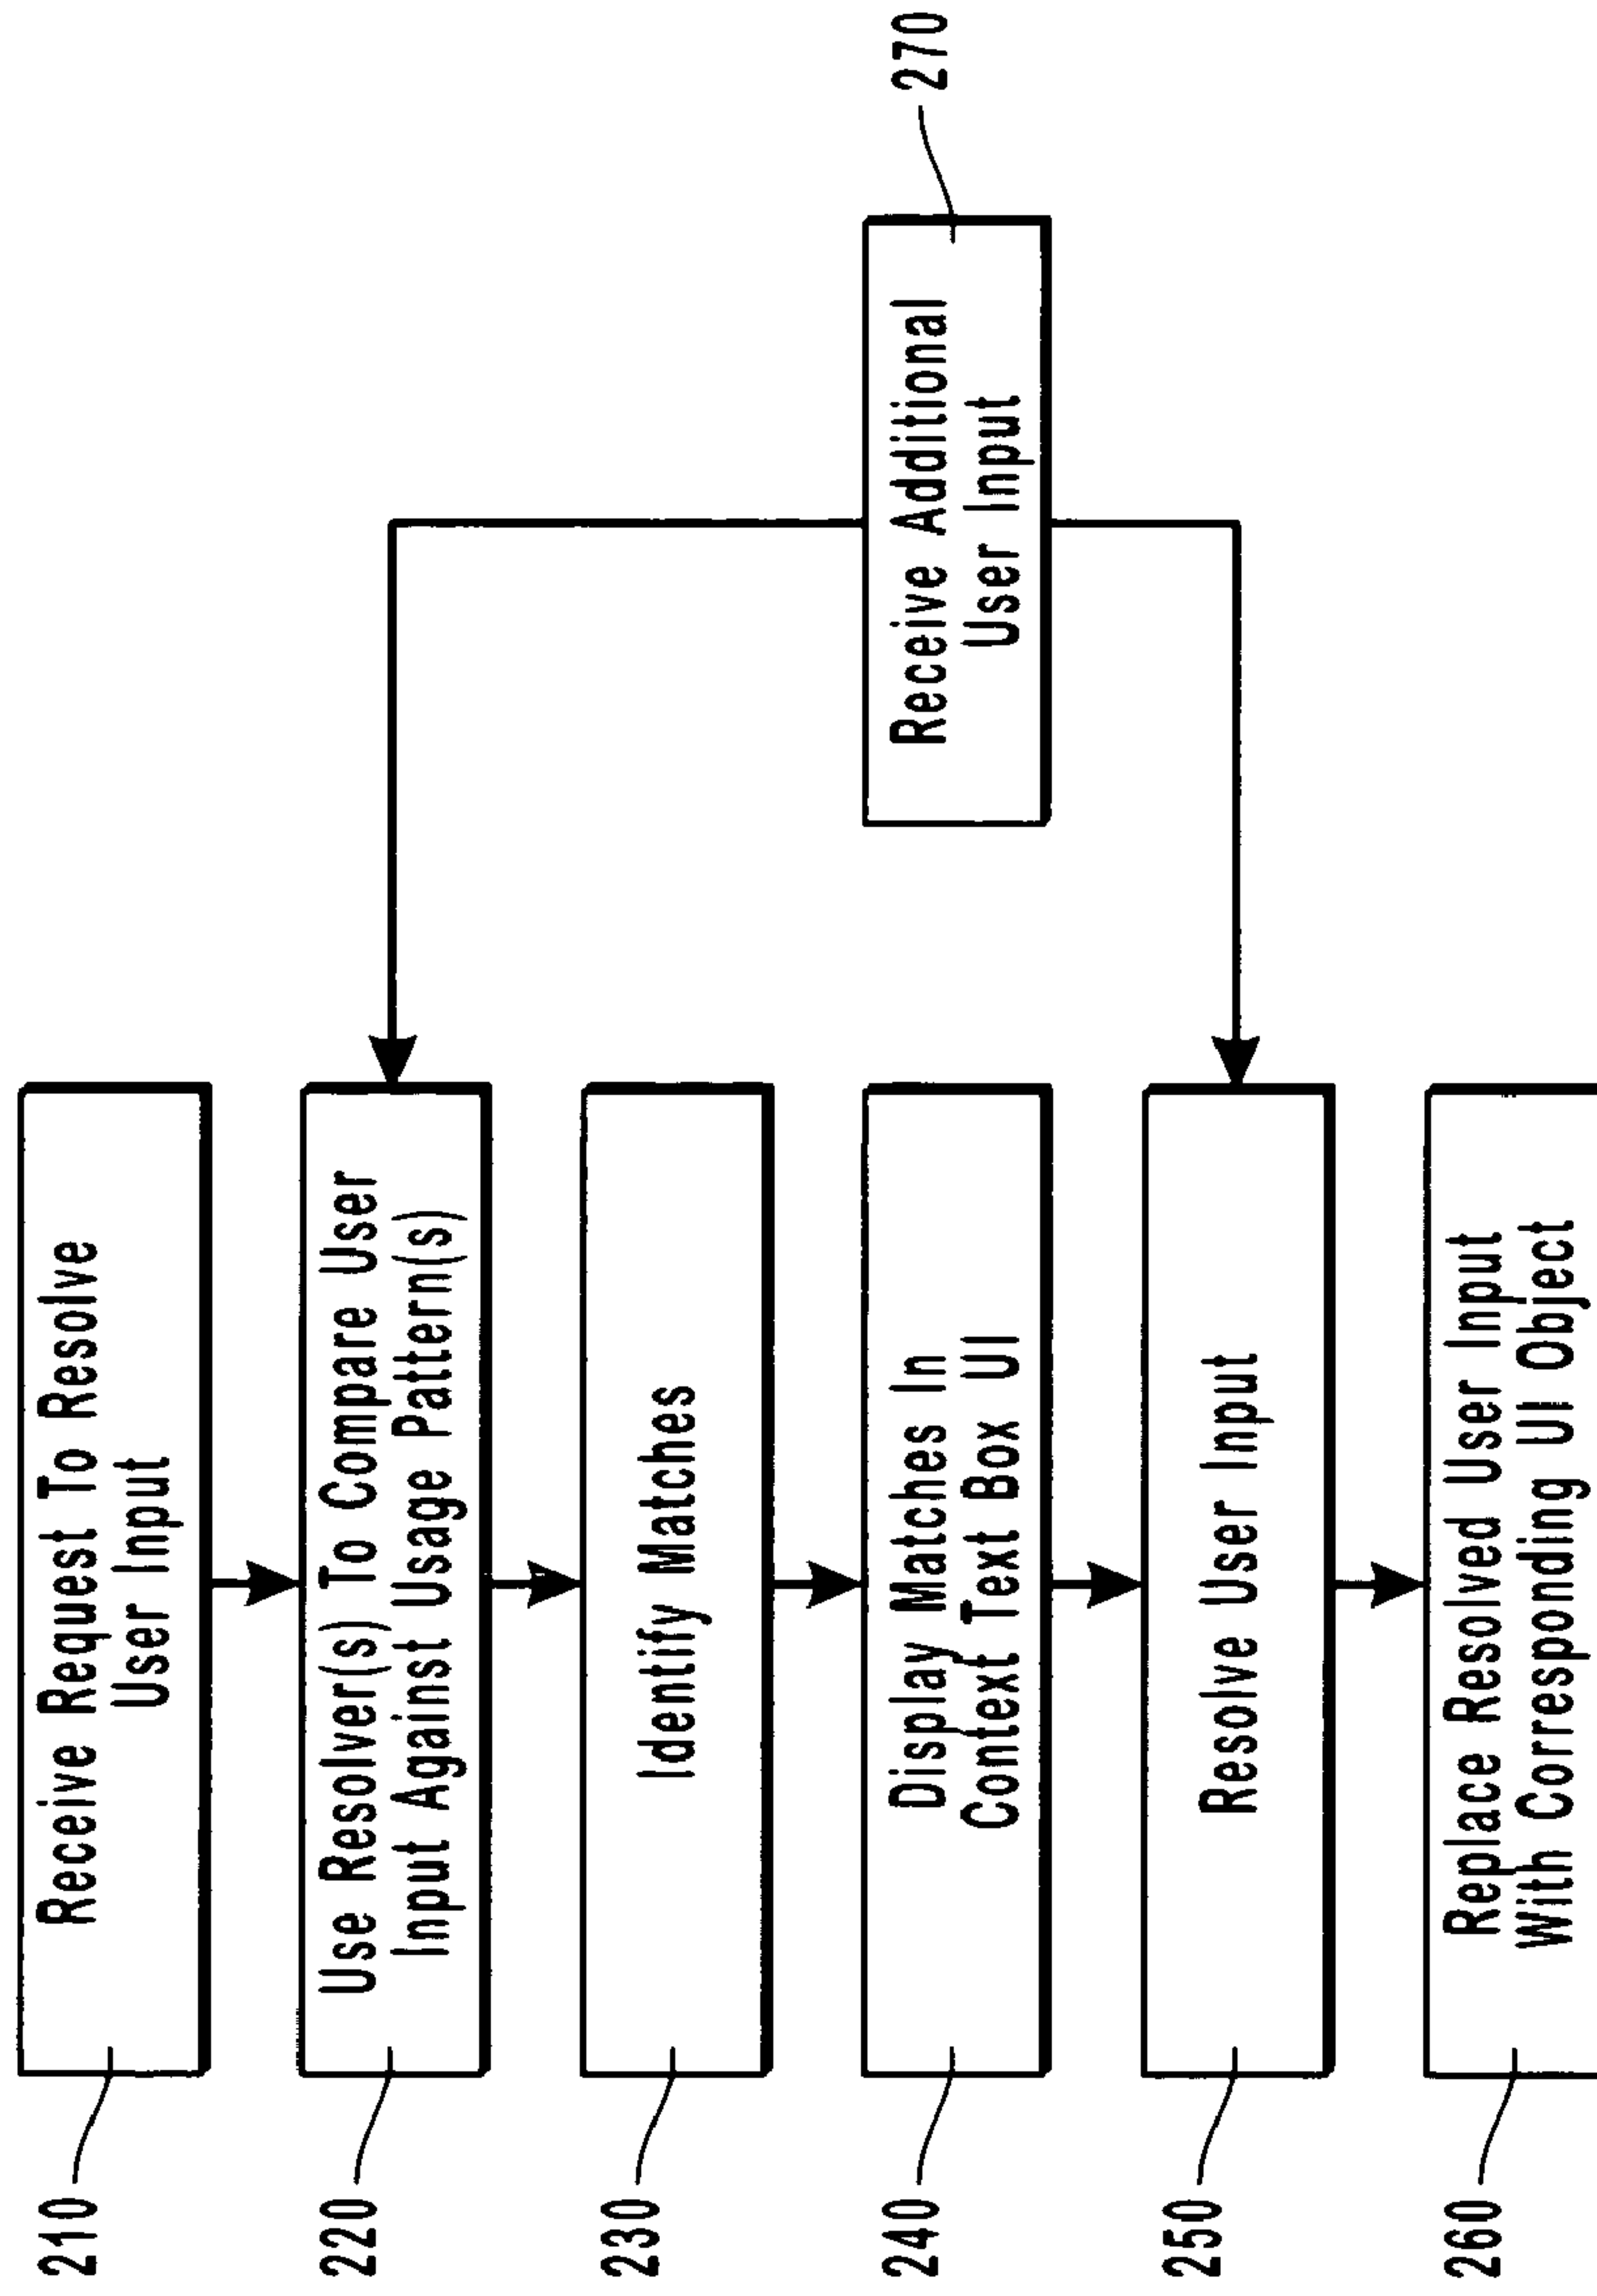 210
Receive Request To Resolve
User Input
220
Use Resolver(s) To Compare User
Input Against Usage Pattern(s)
230
Identify Matches
240
Display Matches In
Context Text Box UI
250
Resolve User Input
260
Replace Resolved User Input
With Corresponding UI Object
Receive Additional
User Input
270